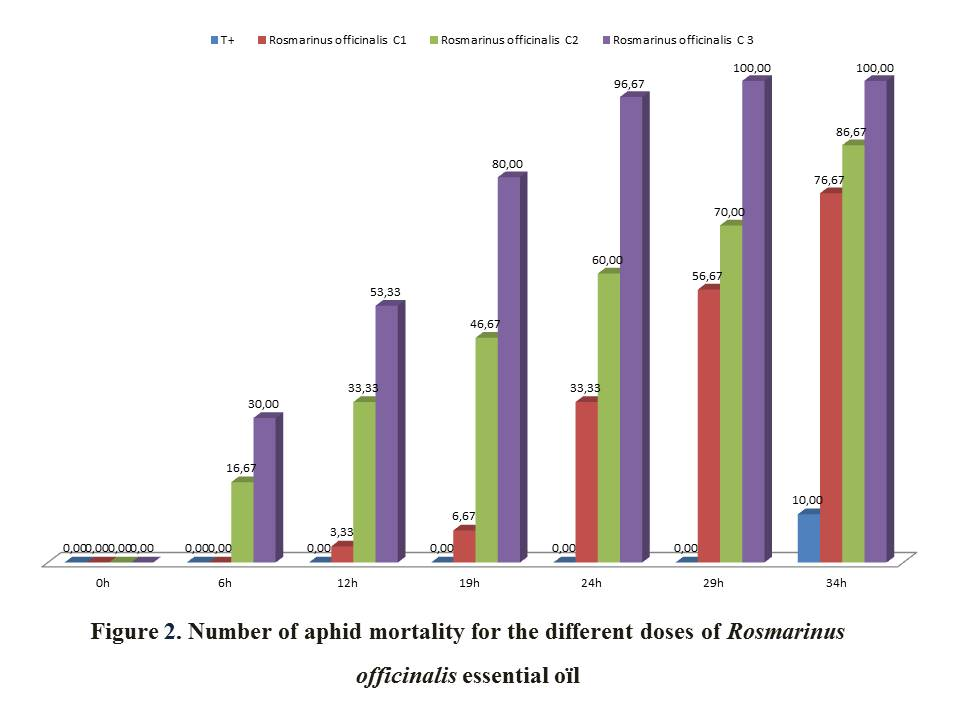 T+ Rosmarinus officinalis C1 Rosmarinus officinalis C2 Rosmarinus officinalis C 3
0,00 0,00 0,00 0,00
0,00 0,00 16,67 30,00
0,00 3,33 33,33 53,33
0,00 6,67 46,67 80,00
0,00 33,33 60,00 96,67
0,00 56,67 70,00 100,00
10,00 76,67 86,67 100,00
0h 6h 12h 19h 24h 29h 34h
Figure 2. Number of aphid mortality for the different doses of Rosmarinus
officinalis essential oïl